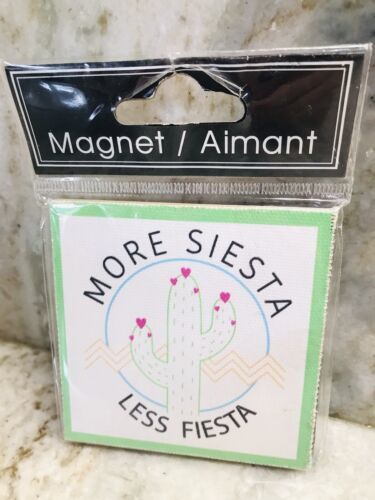 Magnet / Aimant
MORE SIESTA
LESS FIESTA